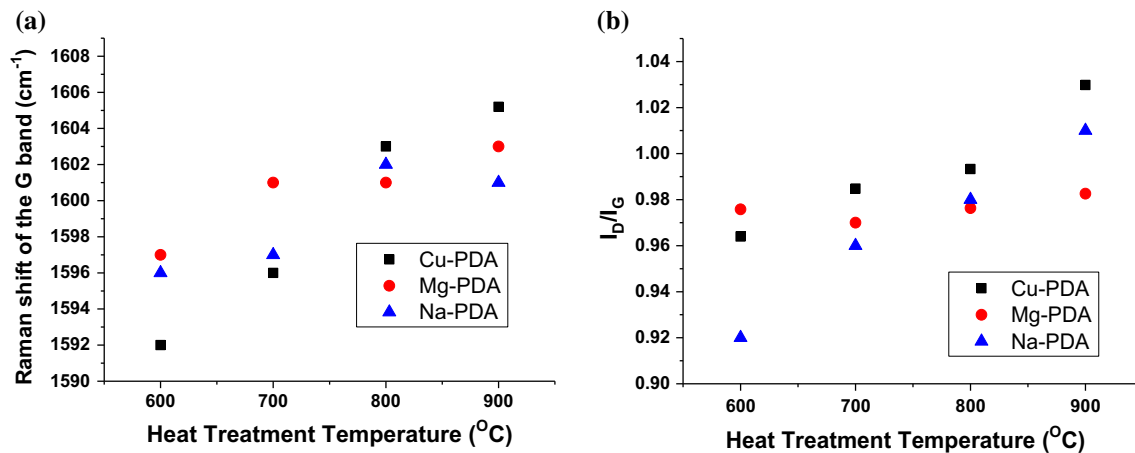 (a)
Raman shift of the G band (cm⁻¹)
1608
1606
1604
1602
1600
1598
1596
1594
1592
1590
600 700 800 900
Heat Treatment Temperature (ᴼC)
Cu-PDA
Mg-PDA
Na-PDA
(b)
I_D/I_G
1.04
1.02
1.00
0.98
0.96
0.94
0.92
0.90
600 700 800 900
Heat Treatment Temperature (ᴼC)
Cu-PDA
Mg-PDA
Na-PDA